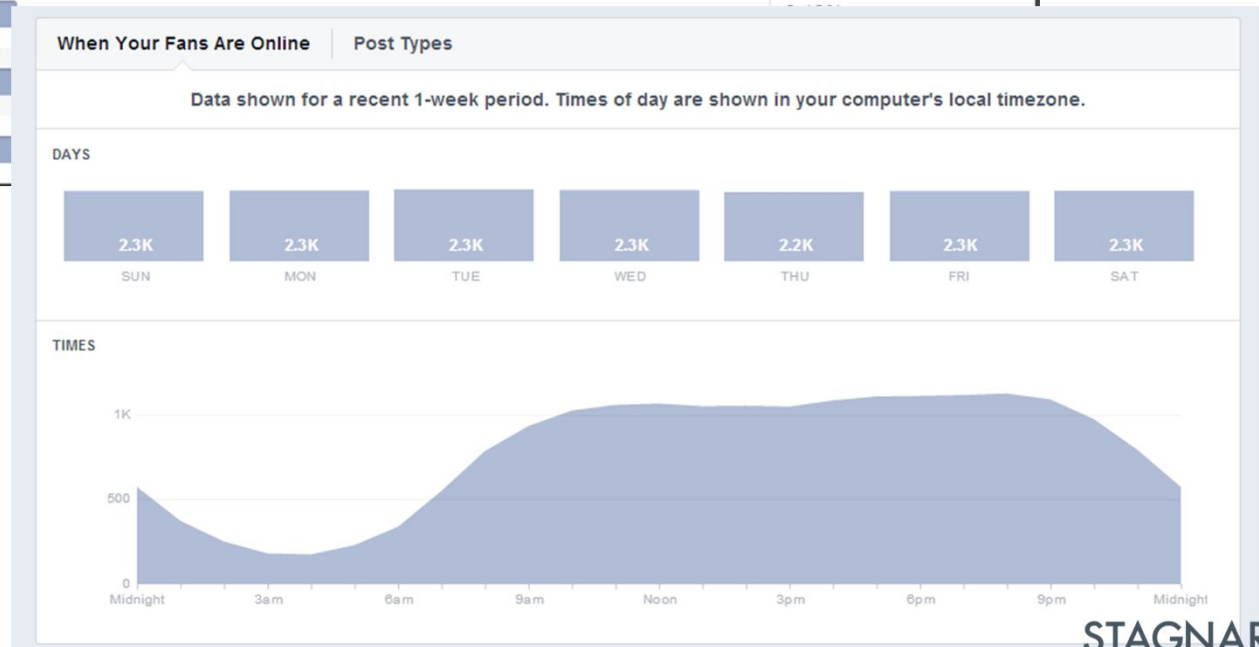 When Your Fans Are Online Post Types
Data shown for a recent 1-week period. Times of day are shown in your computer's local timezone.
DAYS
2.3K 2.3K 2.3K 2.3K 2.2K 2.3K 2.3K
SUN MON TUE WED THU FRI SAT
TIMES
1K
500
0
Midnight 3am 6am 9am Noon 3pm 6pm 9pm Midnight